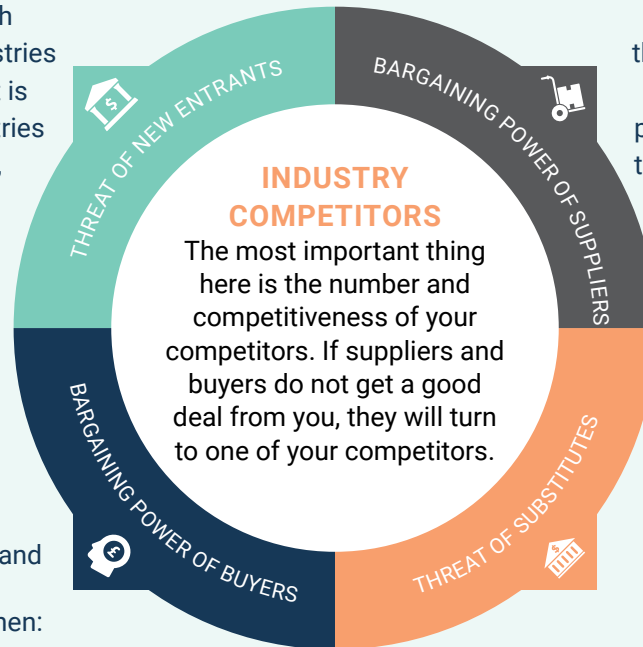 stries
is
tries
THREAT OF NEW ENTRANTS
BARGAINING POWER OF SUPPLIERS
INDUSTRY
COMPETITORS
The most important thing
here is the number and
competitiveness of your
competitors. If suppliers and
buyers do not get a good
deal from you, they will turn
to one of your competitors.
BARGAINING POWER OF BUYERS
THREAT OF SUBSTITUTES
and
hen: